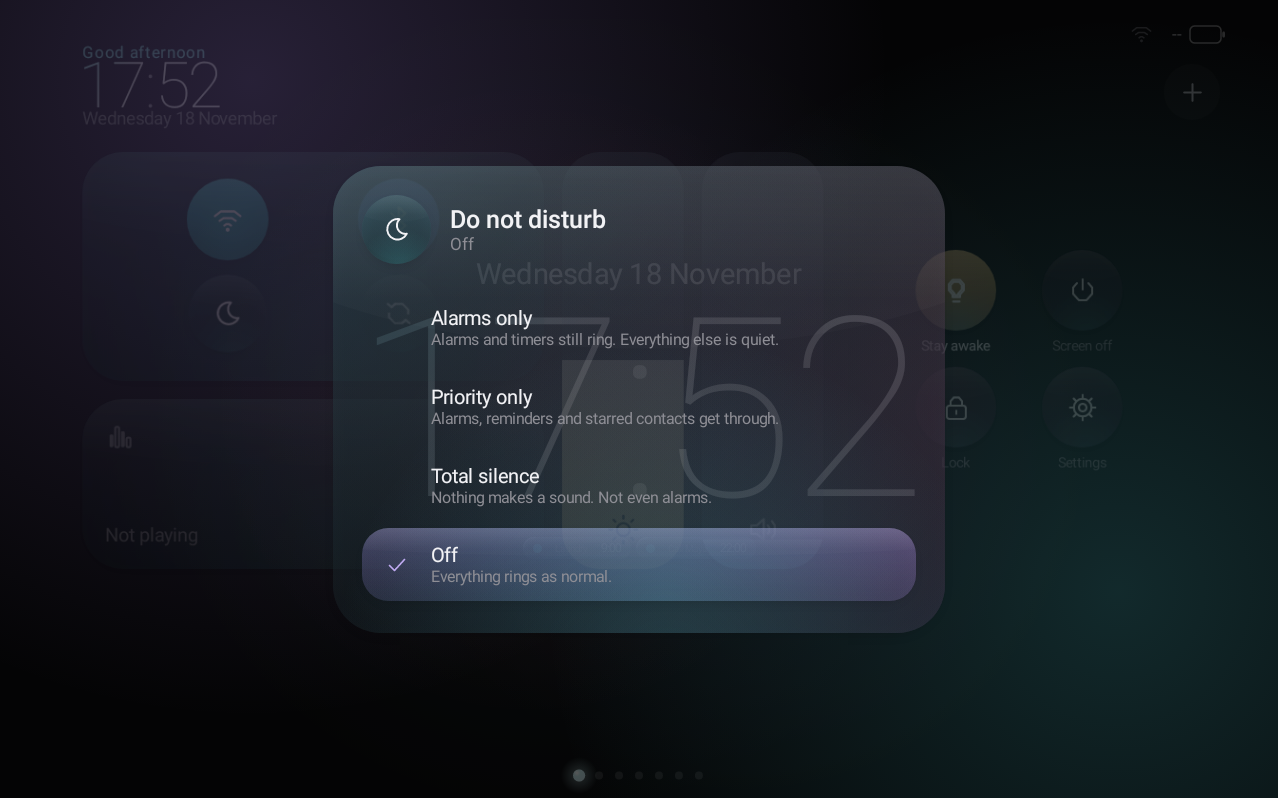 Good afternoon
17:52
Wednesday 18 November
--
Do not disturb
Off
Wednesday 18 November
17:52
Alarms only
Alarms and timers still ring. Everything else is quiet.
Priority only
Alarms, reminders and starred contacts get through.
Total silence
Nothing makes a sound. Not even alarms.
Off
Everything rings as normal.
Stay awake
Screen off
Lock
Settings
Not playing